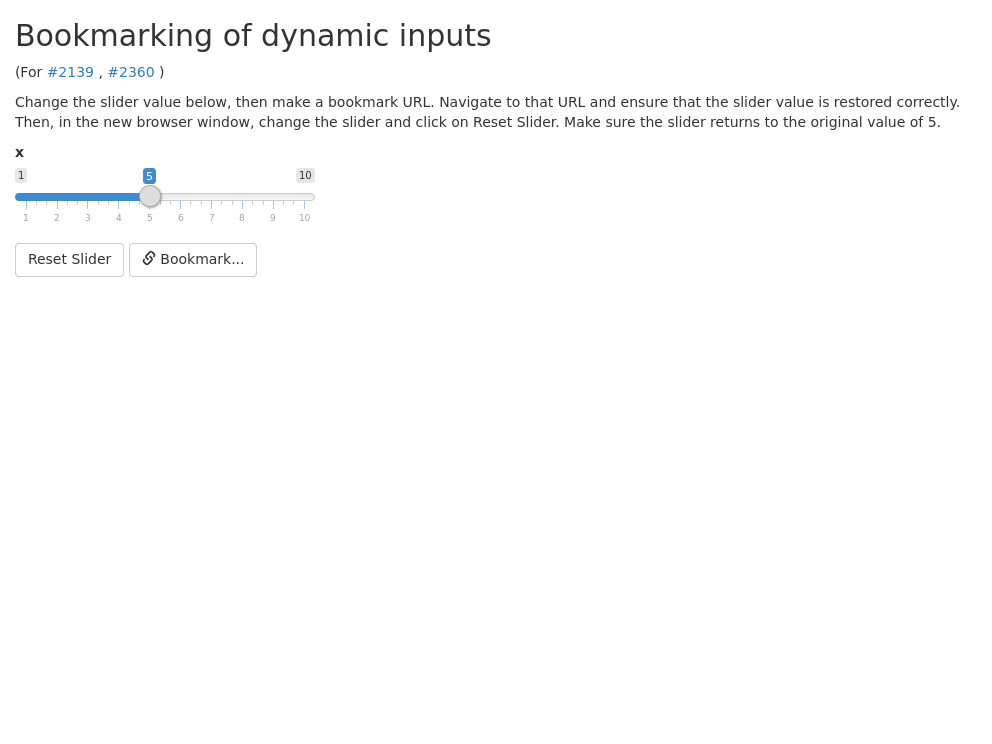 Bookmarking of dynamic inputs
(For #2139 , #2360 )
Change the slider value below, then make a bookmark URL. Navigate to that URL and ensure that the slider value is restored correctly.
Then, in the new browser window, change the slider and click on Reset Slider. Make sure the slider returns to the original value of 5.
x
1 5 10
1 2 3 4 5 6 7 8 9 10
Reset Slider Bookmark...